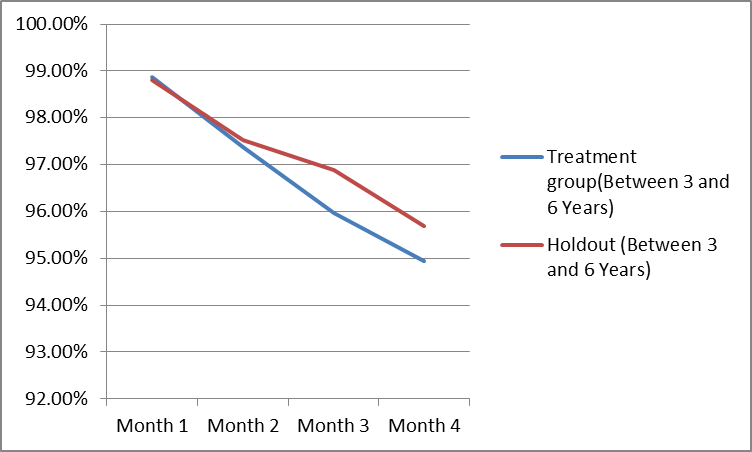 100.00%
99.00%
98.00%
97.00%
96.00%
95.00%
94.00%
93.00%
92.00%
Month 1 Month 2 Month 3 Month 4
Treatment
group(Between 3 and
6 Years)
Holdout (Between 3
and 6 Years)